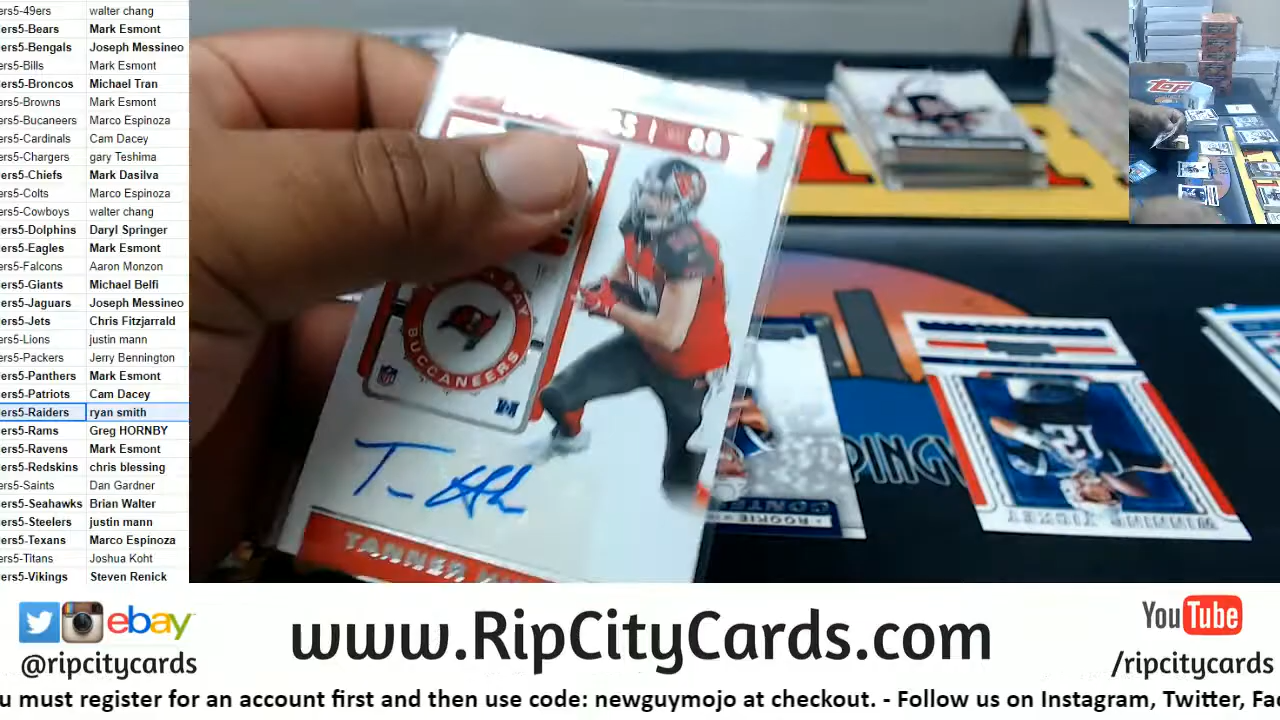 ers5-49ers walter chang
ers5-Bears Mark Esmont
ers5-Bengals Joseph Messineo
ers5-Bills Mark Esmont
ers5-Broncos Michael Tran
ers5-Browns Mark Esmont
ers5-Bucaneers Marco Espinoza
ers5-Cardinals Cam Dacey
ers5-Chargers gary Teshima
ers5-Chiefs Mark Dasilva
ers5-Colts Marco Espinoza
ers5-Cowboys walter chang
ers5-Dolphins Daryl Springer
ers5-Eagles Mark Esmont
ers5-Falcons Aaron Monzon
ers5-Giants Michael Belfi
ers5-Jaguars Joseph Messineo
ers5-Jets Chris Fitzjarrald
ers5-Lions justin mann
ers5-Packers Jerry Bennington
ers5-Panthers Mark Esmont
ers5-Patriots Cam Dacey
ers5-Raiders ryan smith
ers5-Rams Greg HORNBY
ers5-Ravens Mark Esmont
ers5-Redskins chris blessing
ers5-Saints Dan Gardner
ers5-Seahawks Brian Walter
ers5-Steelers justin mann
ers5-Texans Marco Espinoza
ers5-Titans Joshua Koht
ers5-Vikings Steven Renick
88
BAY
BUCCANEERS
NFL
TANNER
ROOKIE
WINNING TICKET
12
PINGW
TOPPS
ebay
@ripcitycards
www.RipCityCards.com
YouTube
/ripcitycards
u must register for an account first and then use code: newguymojo at checkout. - Follow us on Instagram, Twitter, Fac